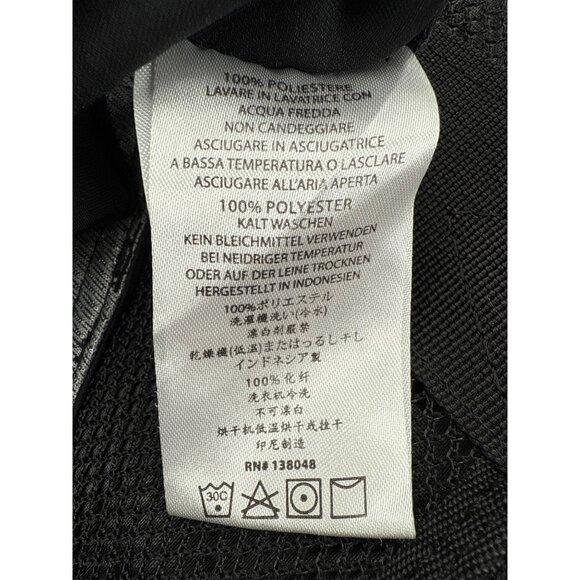 100% POLIESTERE
LAVARE IN LAVATRICE CON
ACQUA FREDDA
NON CANDEGGIARE
ASCIUGARE IN ASCIUGATRICE
A BASSA TEMPERATURA O LASCLARE
ASCIUGARE ALL'ARIA APERTA
100% POLYESTER
KALT WASCHEN
KEIN BLEICHMITTEL VERWENDEN
BEI NEIDRIGER TEMPERATUR
ODER AUF DER LEINE TROCKNEN
HERGESTELLT IN INDONESIEN
100%ポリエステル
洗濯機洗い(冷水)
漂白剤厳禁
乾燥機(低温)またはっるし干し
インドネシア製
100%化纤
洗衣机冷洗
不可漂白
烘干机低温烘干或挂干
印尼制造
RN# 138048
30C